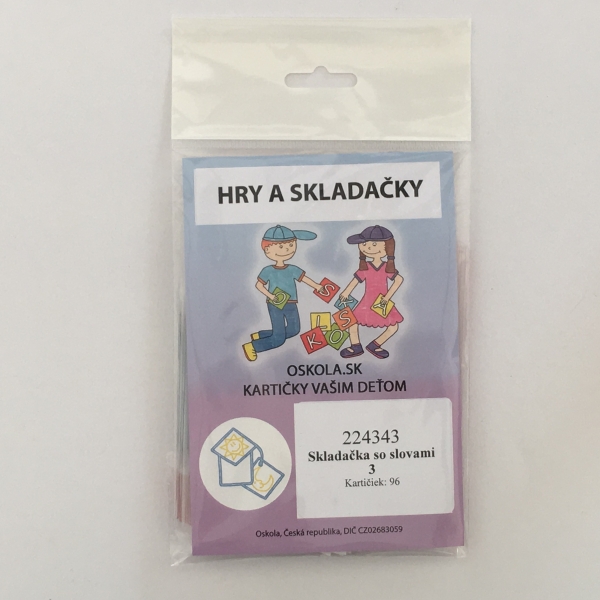 HRY A SKLADAČKY
S
K
S
L
K
O
OSKOLA.SK
KARTIČKY VAŠIM DEŤOM
224343
Skladačka so slovami
3
Kartičiek: 96
Oskola, Česká republika, DIČ CZ02683059